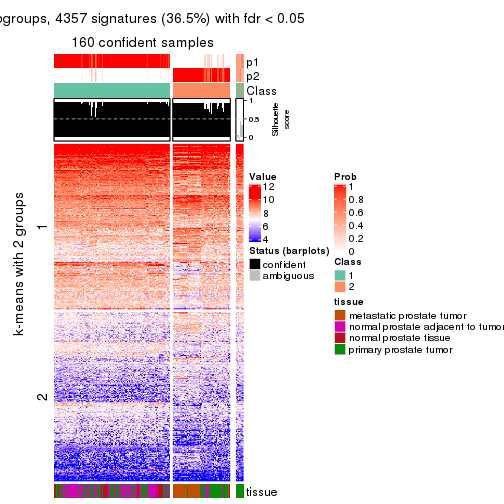 ogroups, 4357 signatures (36.5%) with fdr < 0.05
160 confident samples
p1
p2
Class
1
0.5
0
Silhouette
score
k-means with 2 groups
1
2
tissue
Value
12
10
8
6
4
Status (barplots)
confident
ambiguous
Prob
1
0.8
0.6
0.4
0.2
0
Class
1
2
tissue
metastatic prostate tumor
normal prostate adjacent to tumor
normal prostate tissue
primary prostate tumor